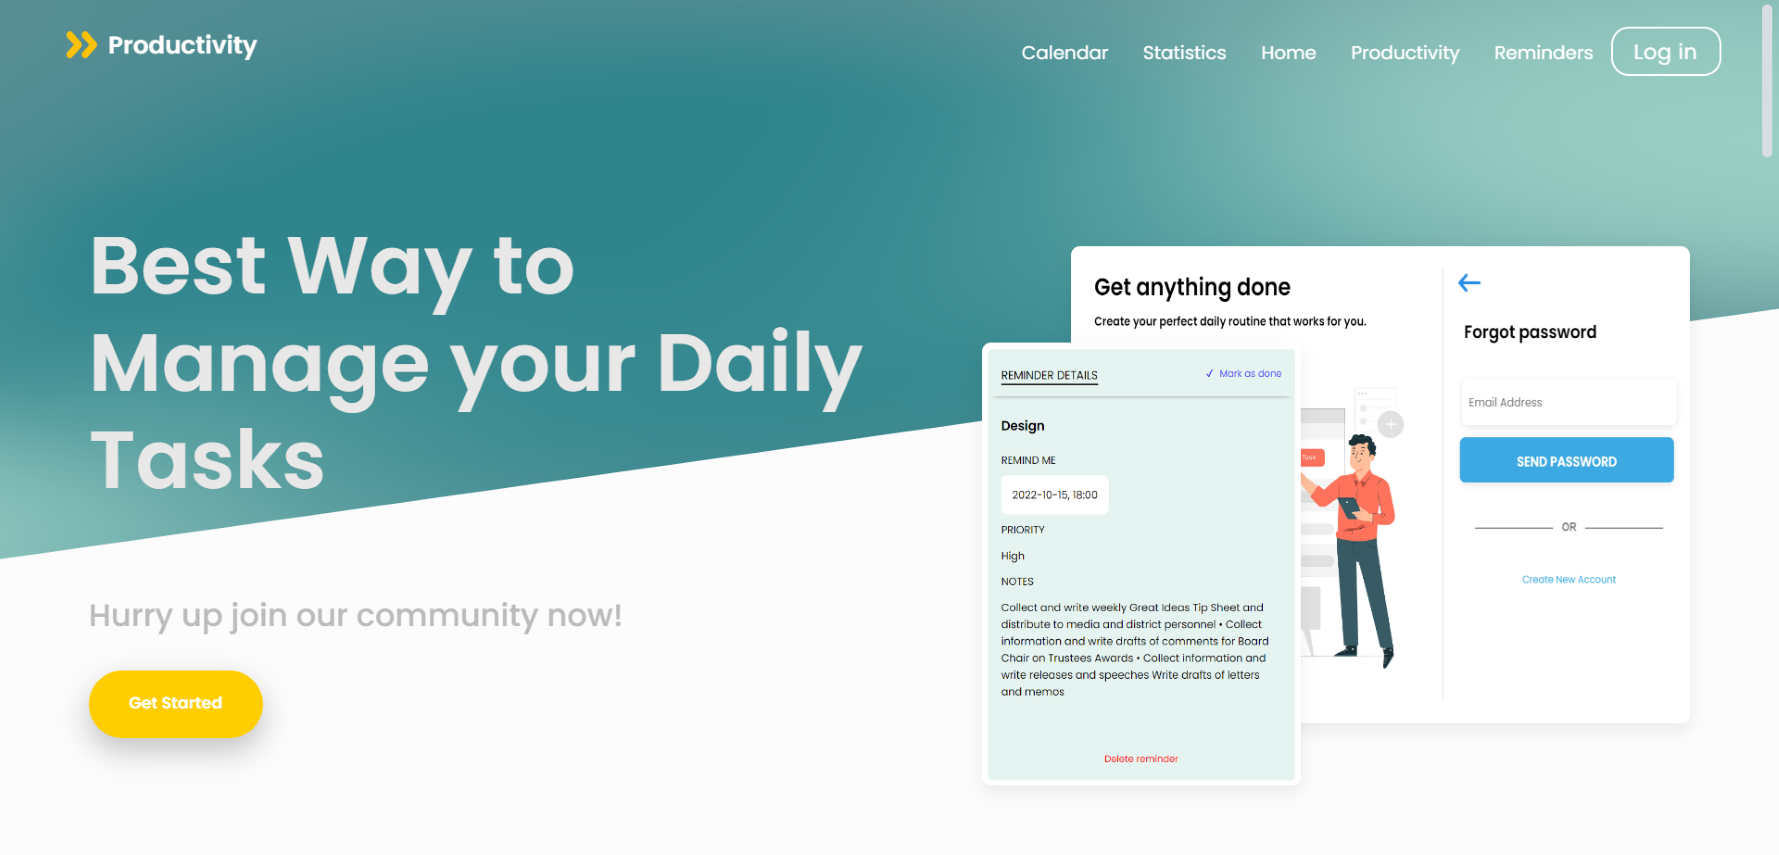 Productivity
Calendar Statistics Home Productivity Reminders Log in
Best Way to
Manage your Daily
Tasks
Hurry up join our community now!
Get Started
Get anything done
Create your perfect daily routine that works for you.
REMINDER DETAILS
✓ Mark as done
Design
REMIND ME
2022-10-15, 18:00
PRIORITY
High
NOTES
Collect and write weekly Great Ideas Tip Sheet and
distribute to media and district personnel • Collect
information and write drafts of comments for Board
Chair on Trustees Awards • Collect information and
write releases and speeches Write drafts of letters
and memos
Delete reminder
Forgot password
Email Address
SEND PASSWORD
OR
Create New Account